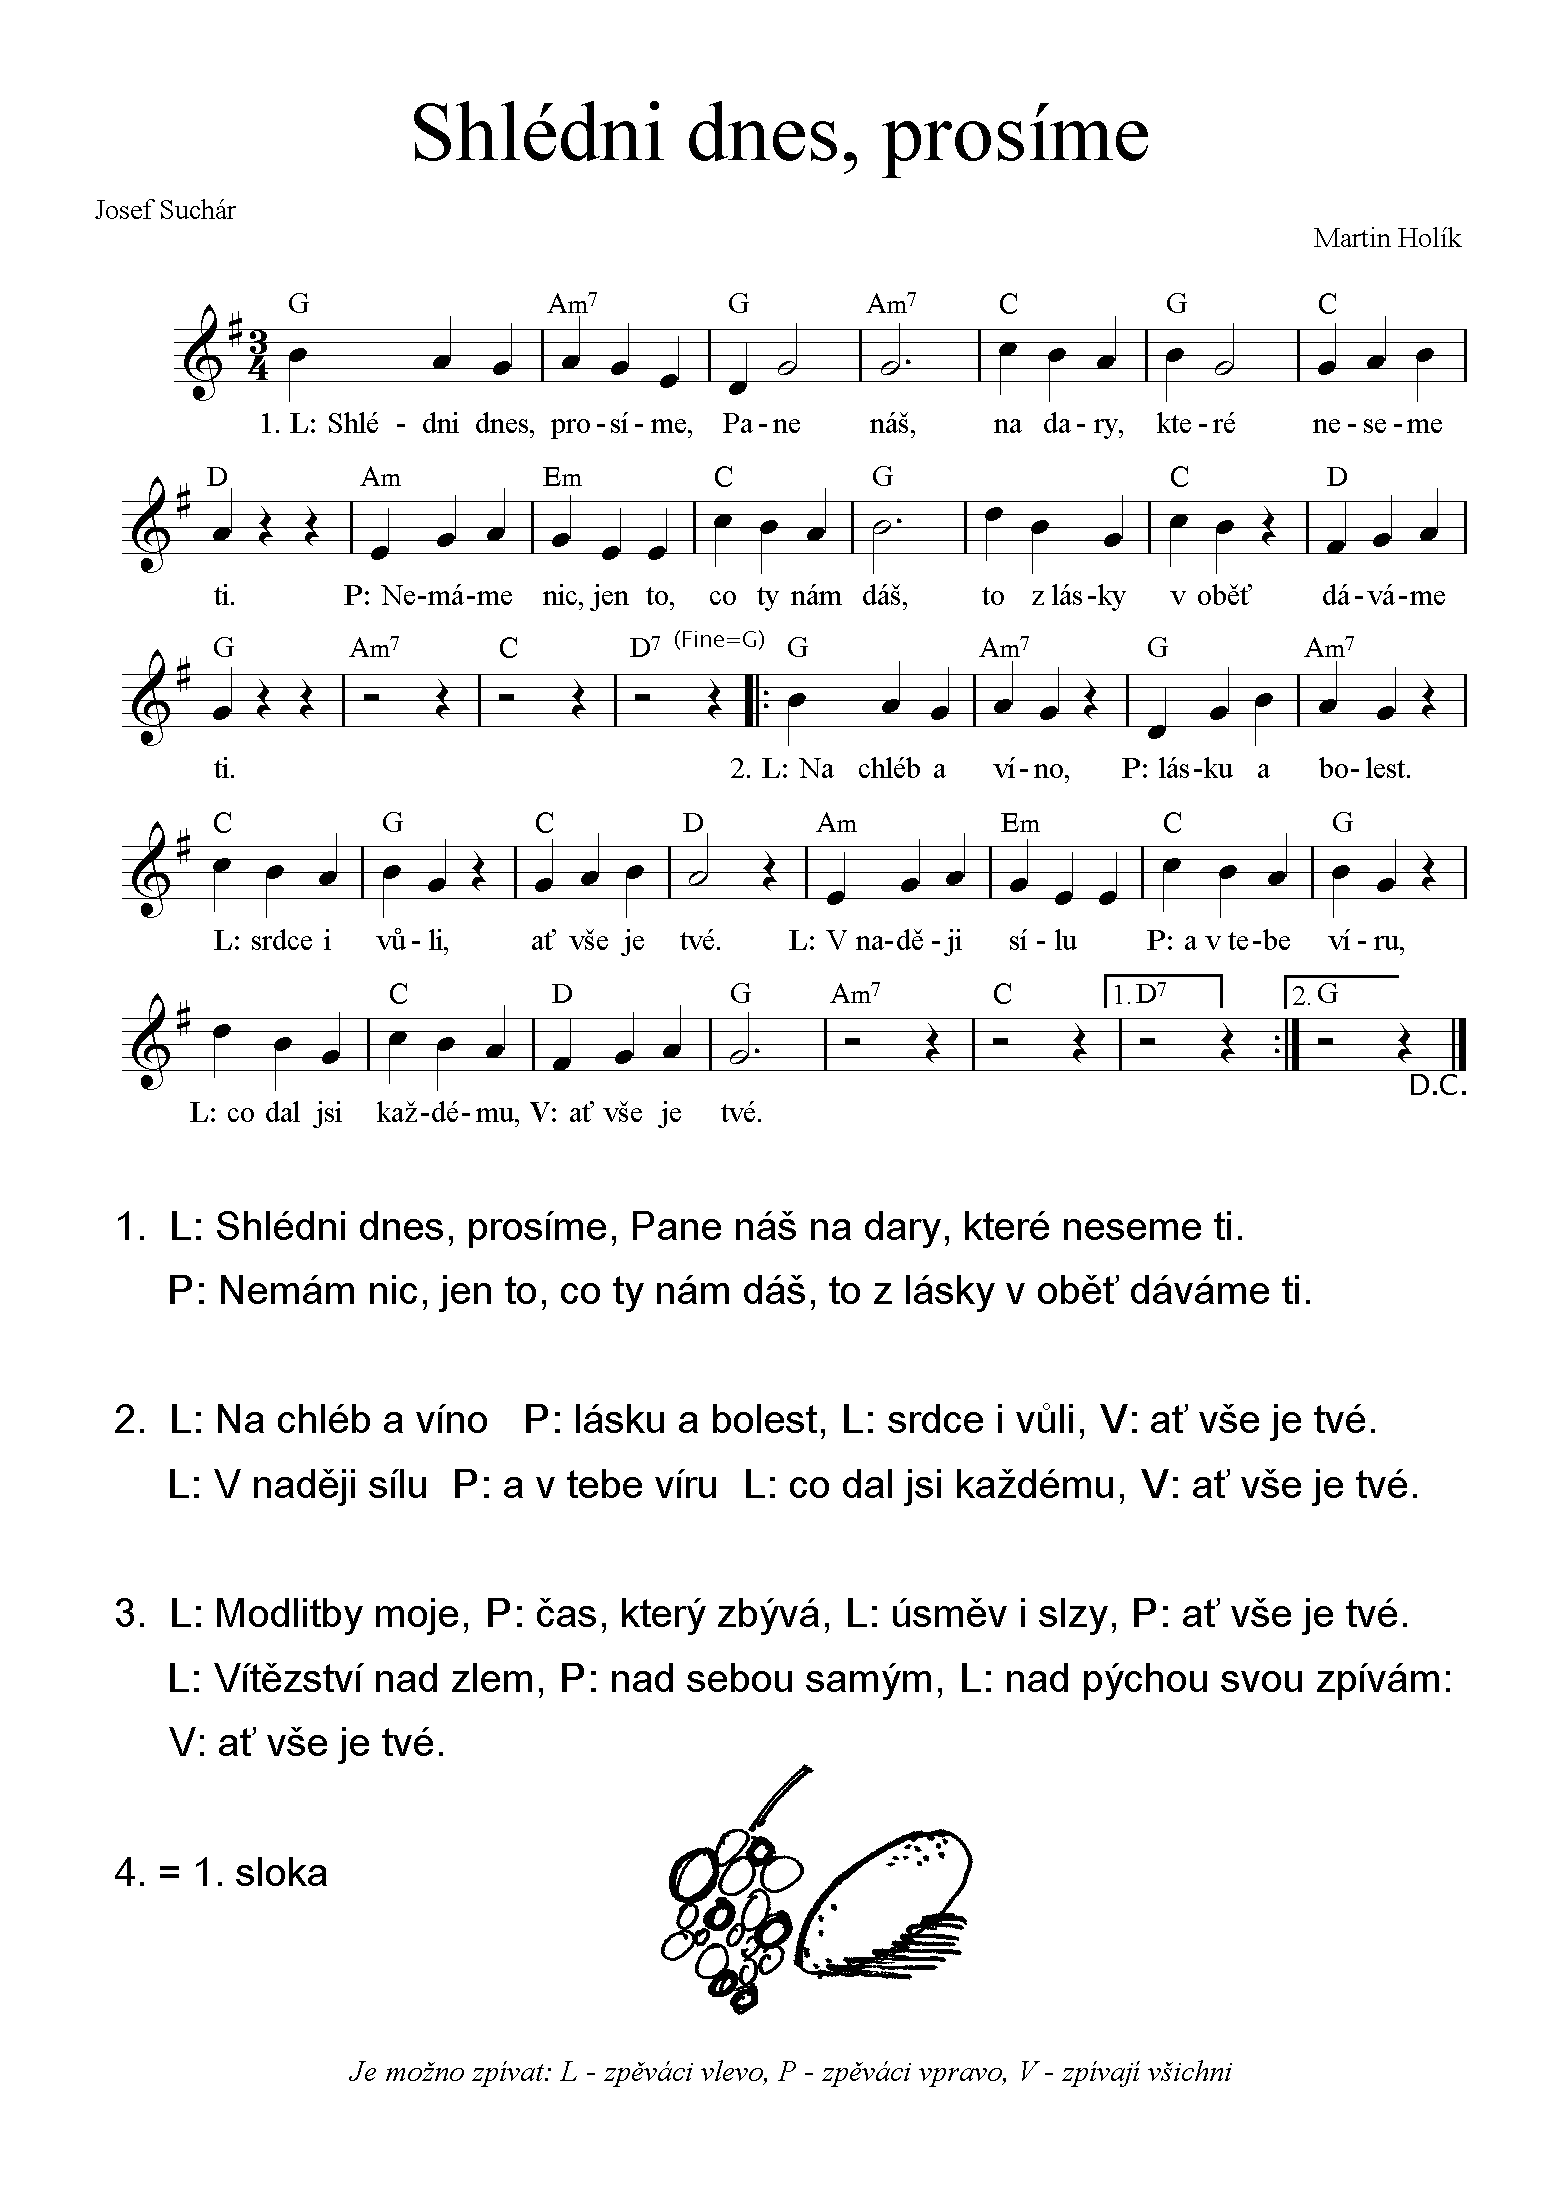 Shlédni dnes, prosíme
Josef Suchár
Martin Holík
G Am7 G Am7 C G C
3 4
1. L: Shlé - dni dnes, pro - sí - me, Pa - ne náš, na da - ry, kte - ré ne - se - me
D Am Em C G C D
ti. P: Ne-má-me nic, jen to, co ty nám dáš, to z lás-ky v oběť dá-vá-me
G Am7 C D7 (Fine=G) G Am7 G Am7
ti. 2. L: Na chléb a ví-no, P: lás-ku a bo-lest.
C G C D Am Em C G
L: srdce i vů-li, ať vše je tvé. L: V na-dě-ji sí-lu P: a v te-be ví-ru,
C D G Am7 C 1. D7 2. G
D.C.
L: co dal jsi kaž-dé-mu, V: ať vše je tvé.
1. L: Shlédni dnes, prosíme, Pane náš na dary, které neseme ti.
P: Nemám nic, jen to, co ty nám dáš, to z lásky v oběť dáváme ti.
2. L: Na chléb a víno P: lásku a bolest, L: srdce i vůli, V: ať vše je tvé.
L: V naději sílu P: a v tebe víru L: co dal jsi každému, V: ať vše je tvé.
3. L: Modlitby moje, P: čas, který zbývá, L: úsměv i slzy, P: ať vše je tvé.
L: Vítězství nad zlem, P: nad sebou samým, L: nad pýchou svou zpívám:
V: ať vše je tvé.
4. = 1. sloka
Je možno zpívat: L - zpěváci vlevo, P - zpěváci vpravo, V - zpívají všichni